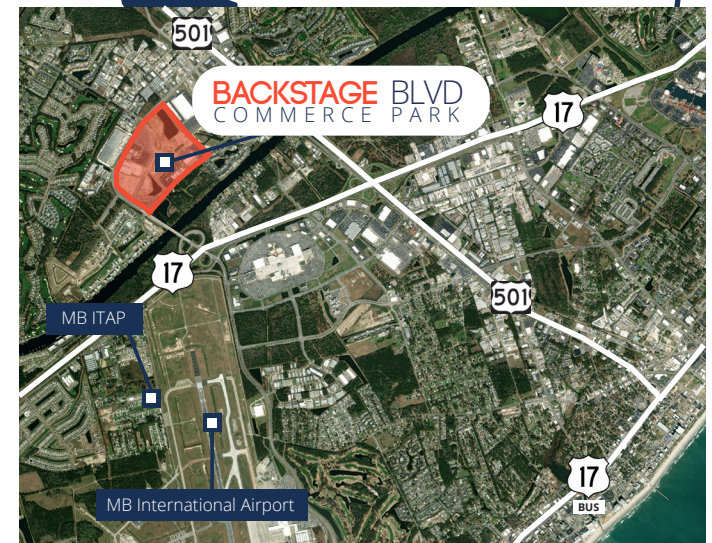 501
BACKSTAGE BLVD
COMMERCE PARK
17
17
501
MB ITAP
17
BUS
MB International Airport